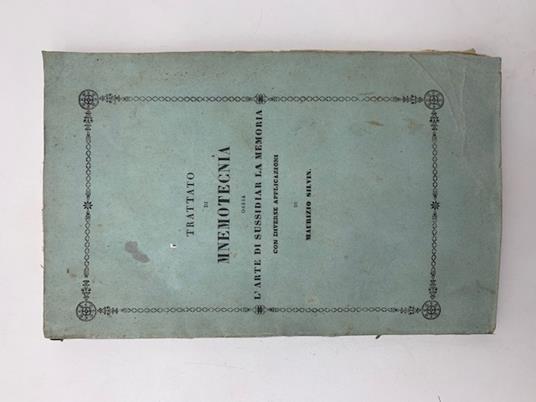 TRATTATO
DI
MNEMOTECNIA
OSSIA
L'ARTE DI SUSSIDIAR LA MEMORIA
CON DIVERSE APPLICAZIONI
DI
MAURIZIO SILVIN.